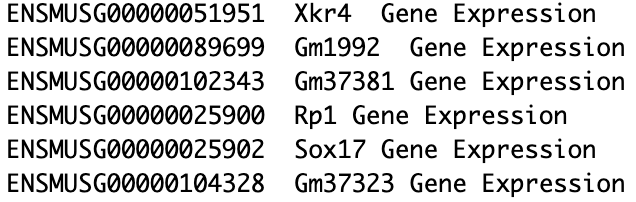 ENSMUSG00000051951 Xkr4 Gene Expression
ENSMUSG00000089699 Gm1992 Gene Expression
ENSMUSG00000102343 Gm37381 Gene Expression
ENSMUSG00000025900 Rp1 Gene Expression
ENSMUSG00000025902 Sox17 Gene Expression
ENSMUSG00000104328 Gm37323 Gene Expression